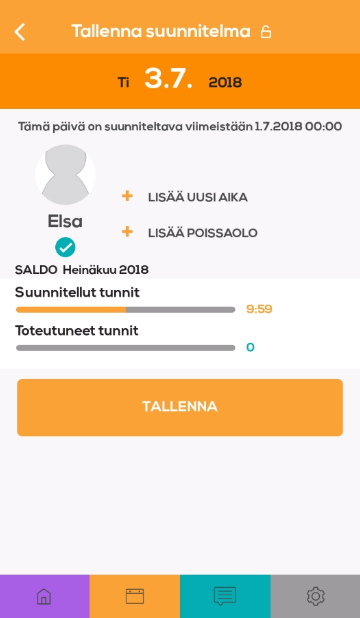 Tallenna suunnitelma
Ti 3.7. 2018
Tämä päivä on suunniteltava viimeistään 1.7.2018 00:00
Elsa
+ LISÄÄ UUSI AIKA
+ LISÄÄ POISSAOLO
SALDO Heinäkuu 2018
Suunnitellut tunnit
9:59
Toteutuneet tunnit
0
TALLENNA